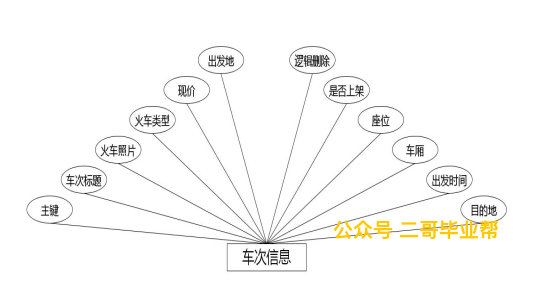 出发地
逻辑删除
现价
是否上架
火车类型
座位
火车照片
车厢
车次标题
出发时间
主键
目的地
公众号 二哥毕业帮
车次信息